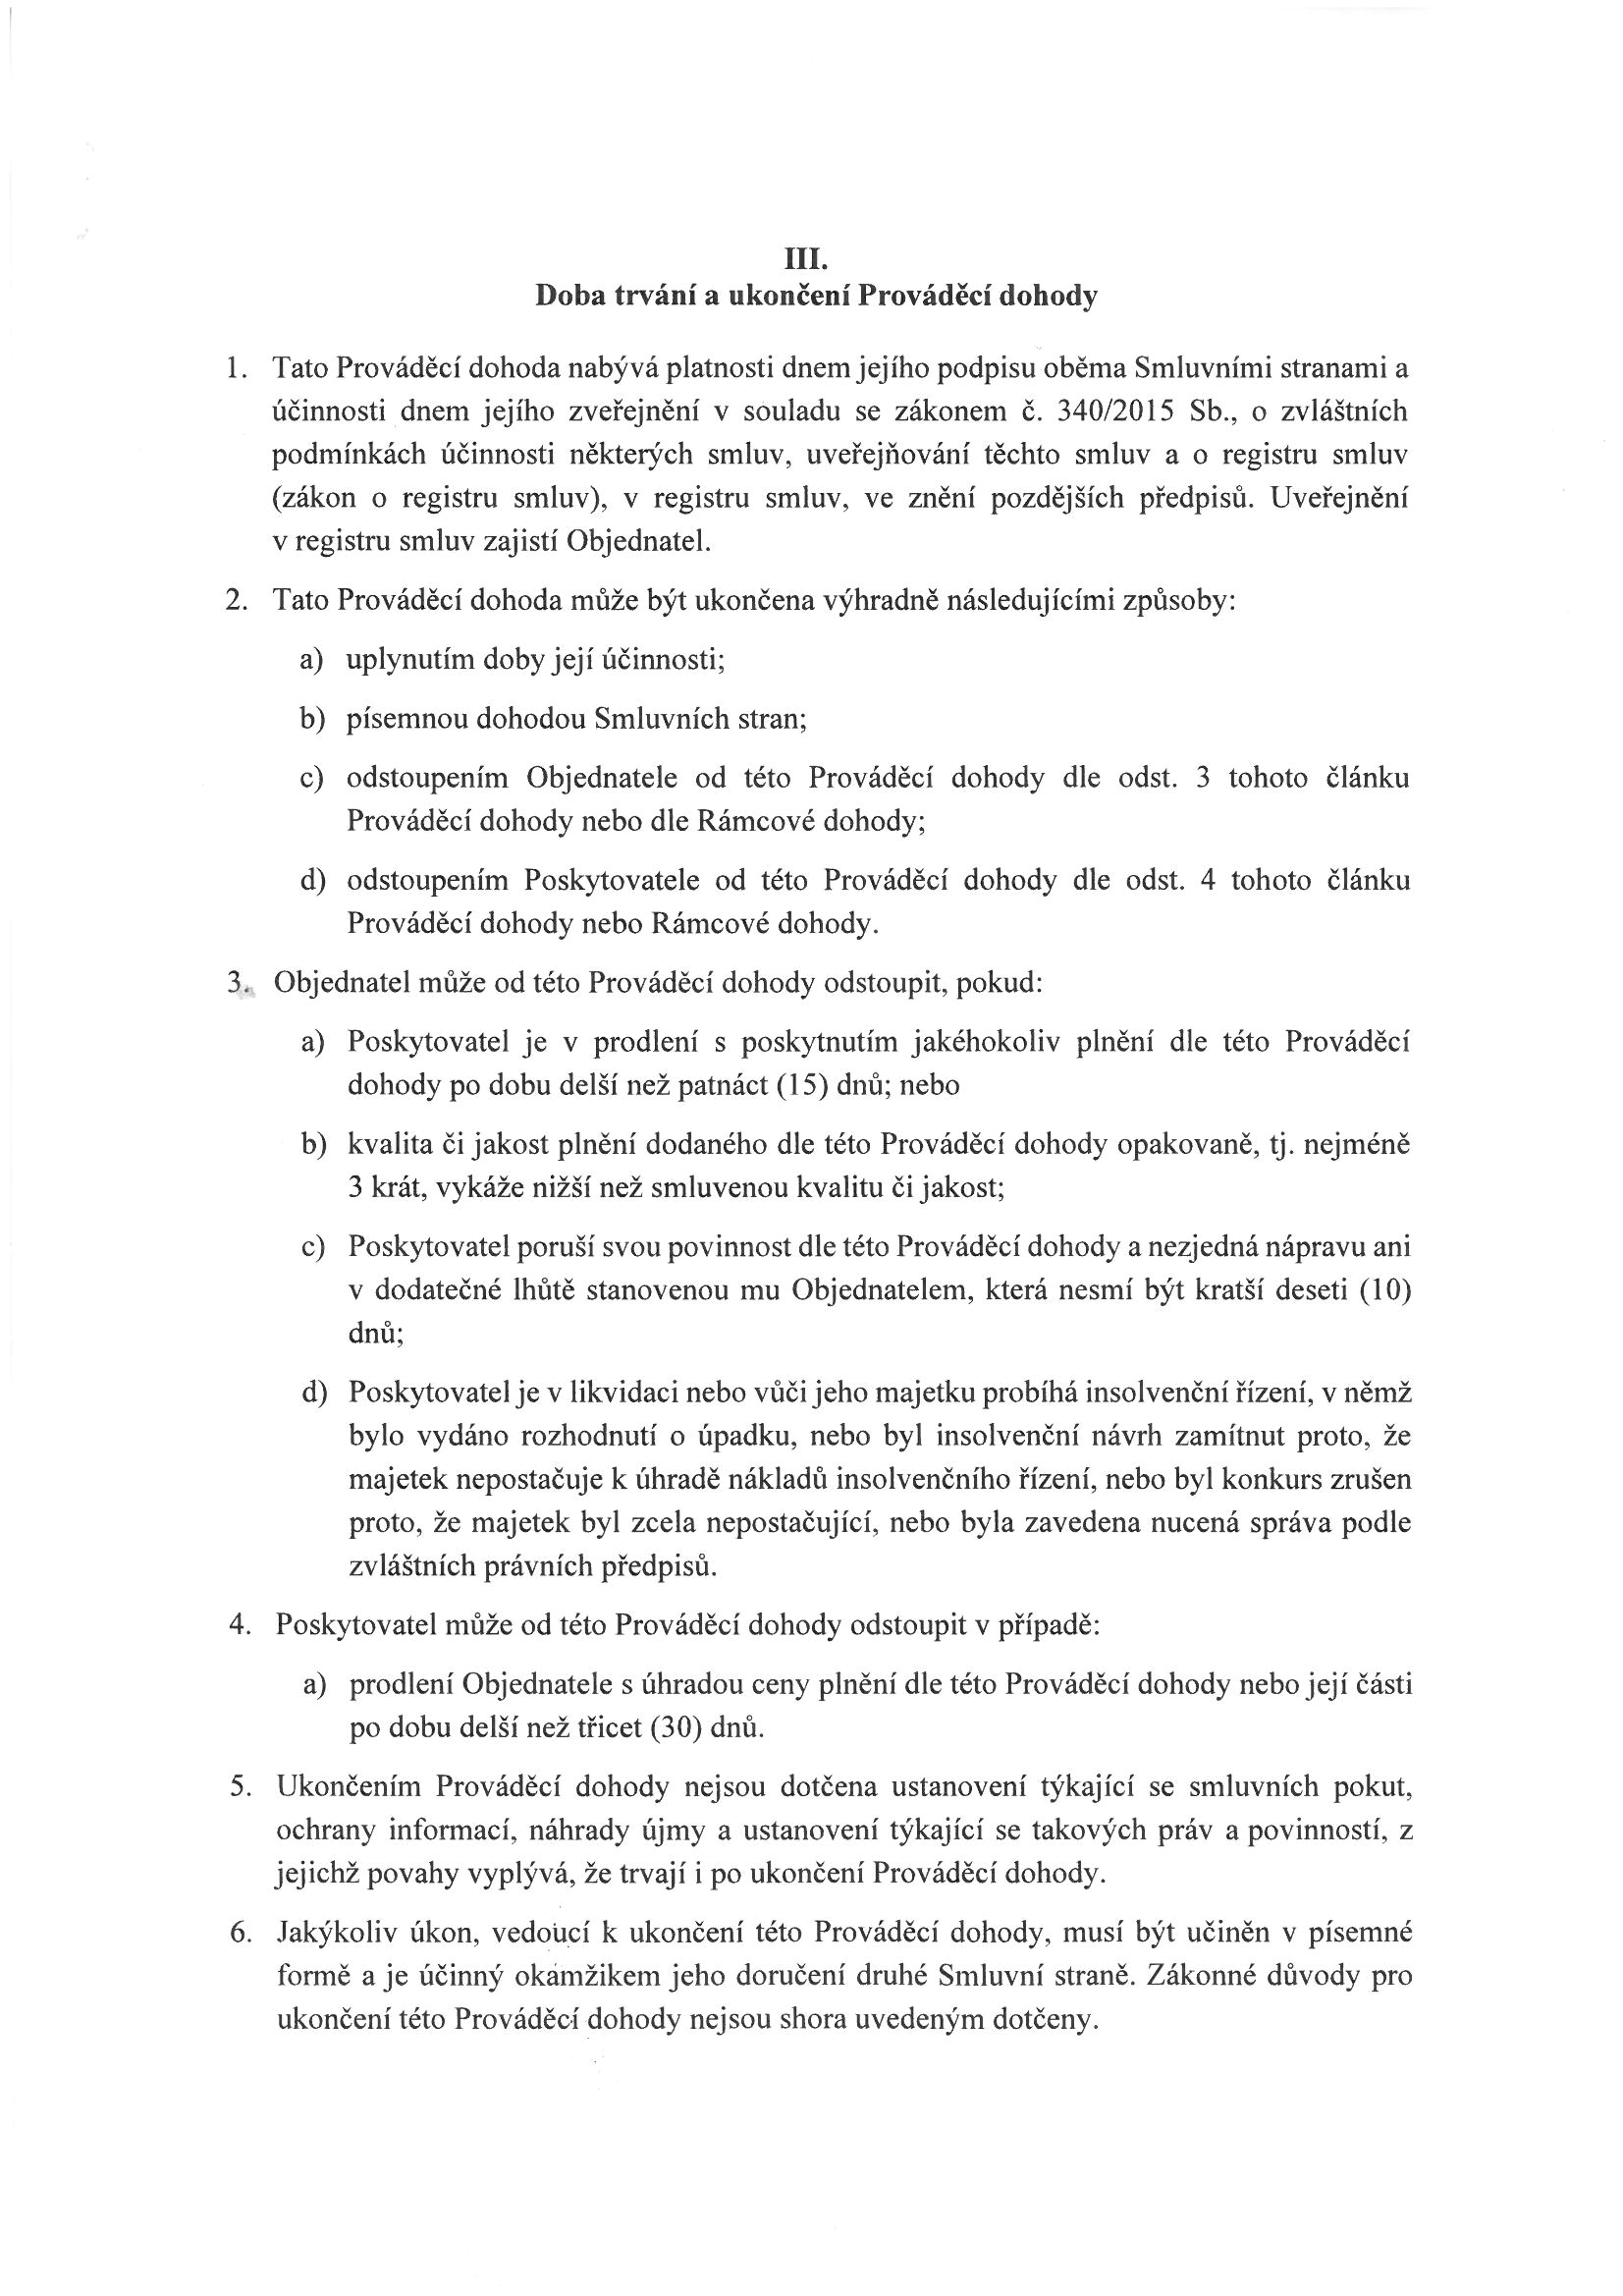 III.
Doba trvání a ukončení Prováděcí dohody
1. Tato Prováděcí dohoda nabývá platnosti dnem jejího podpisu oběma Smluvními stranami a
účinnosti dnem jejího zveřejnění v souladu se zákonem č. 340/2015 Sb., o zvláštních
podmínkách účinnosti některých smluv, uveřejňování těchto smluv a o registru smluv
(zákon o registru smluv), v registru smluv, ve znění pozdějších předpisů. Uveřejnění
v registru smluv zajistí Objednatel.
2. Tato Prováděcí dohoda může být ukončena výhradně následujícími způsoby:
a) uplynutím doby její účinnosti;
b) písemnou dohodou Smluvních stran;
c) odstoupením Objednatele od této Prováděcí dohody dle odst. 3 tohoto článku
Prováděcí dohody nebo dle Rámcové dohody;
d) odstoupením Poskytovatele od této Prováděcí dohody dle odst. 4 tohoto článku
Prováděcí dohody nebo Rámcové dohody.
3. Objednatel může od této Prováděcí dohody odstoupit, pokud:
a) Poskytovatel je v prodlení s poskytnutím jakéhokoliv plnění dle této Prováděcí
dohody po dobu delší než patnáct (15) dnů; nebo
b) kvalita či jakost plnění dodaného dle této Prováděcí dohody opakovaně, tj. nejméně
3 krát, vykáže nižší než smluvenou kvalitu či jakost;
c) Poskytovatel poruší svou povinnost dle této Prováděcí dohody a nezjedná nápravu ani
v dodatečné lhůtě stanovenou mu Objednatelem, která nesmí být kratší deseti (10)
dnů;
d) Poskytovatel je v likvidaci nebo vůči jeho majetku probíhá insolvenční řízení, v němž
bylo vydáno rozhodnutí o úpadku, nebo byl insolvenční návrh zamítnut proto, že
majetek nepostačuje k úhradě nákladů insolvenčního řízení, nebo byl konkurs zrušen
proto, že majetek byl zcela nepostačující, nebo byla zavedena nucená správa podle
zvláštních právních předpisů.
4. Poskytovatel může od této Prováděcí dohody odstoupit v případě:
a) prodlení Objednatele s úhradou ceny plnění dle této Prováděcí dohody nebo její části
po dobu delší než třicet (30) dnů.
5. Ukončením Prováděcí dohody nejsou dotčena ustanovení týkající se smluvních pokut,
ochrany informací, náhrady újmy a ustanovení týkající se takových práv a povinností, z
jejichž povahy vyplývá, že trvají i po ukončení Prováděcí dohody.
6. Jakýkoliv úkon, vedoucí k ukončení této Prováděcí dohody, musí být učiněn v písemné
formě a je účinný okamžikem jeho doručení druhé Smluvní straně. Zákonné důvody pro
ukončení této Prováděcí dohody nejsou shora uvedeným dotčeny.